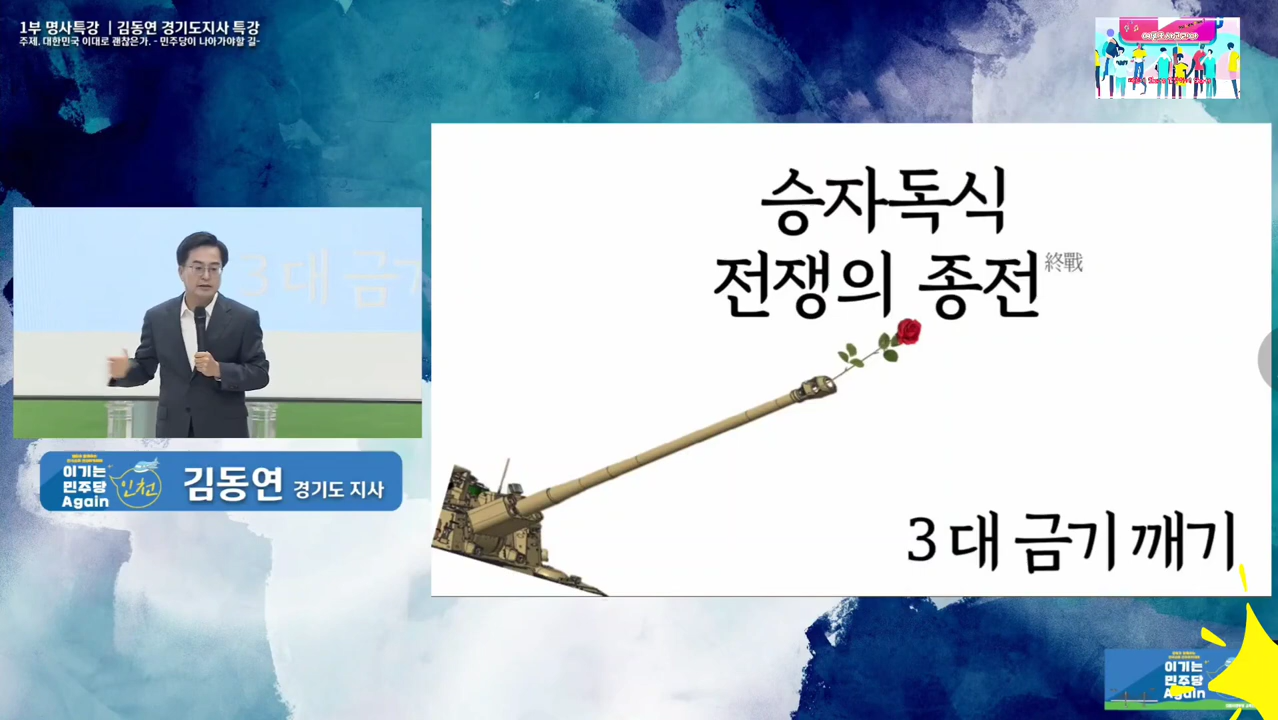 1부 명사특강 | 김동연 경기도지사 특강
주제. 대한민국 이대로 괜찮은가. - 민주당이 나아가야할 길-
승자독식
전쟁의 종전終戰
3대 금기 깨기
3대 금기
이기는
민주당
Again
인천
김동연 경기도 지사
이기는
민주당
Again